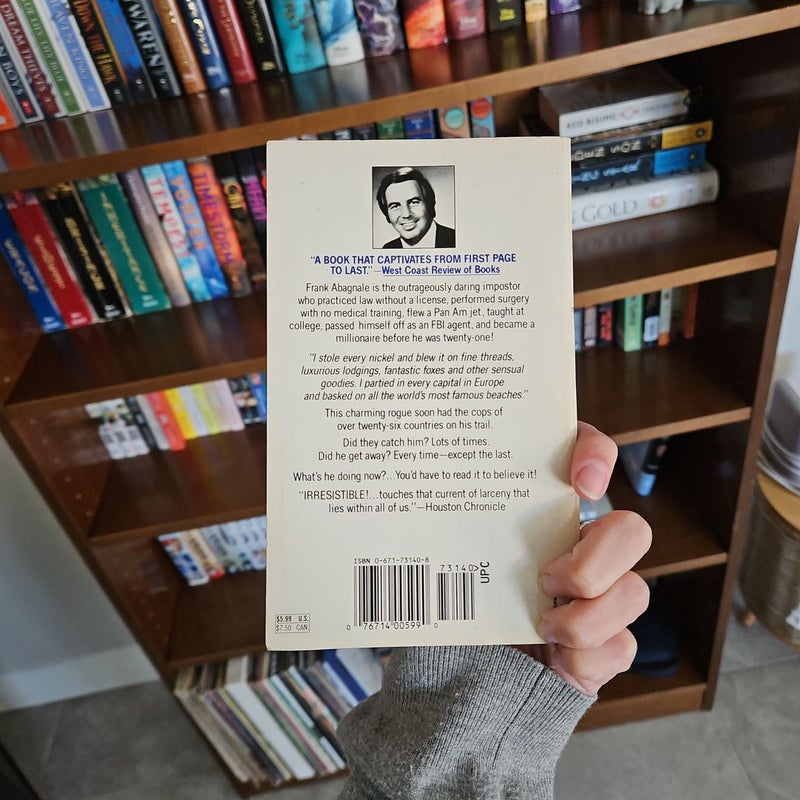 DREAM THIEVES
RED RISING
DEN SON
GOLD
TEMPEST
VORTEX
TIMESTORM
"A BOOK THAT CAPTIVATES FROM FIRST PAGE
TO LAST."—West Coast Review of Books
Frank Abagnale is the outrageously daring impostor
who practiced law without a license, performed surgery
with no medical training, flew a Pan Am jet, taught at
college, passed himself off as an FBI agent, and became a
millionaire before he was twenty-one!
"I stole every nickel and blew it on fine threads,
luxurious lodgings, fantastic foxes and other sensual
goodies. I partied in every capital in Europe
and basked on all the world's most famous beaches."
This charming rogue soon had the cops of
over twenty-six countries on his trail.
Did they catch him? Lots of times.
Did he get away? Every time—except the last.
What's he doing now?...You'd have to read it to believe it!
"IRRESISTIBLE!...touches that current of larceny that
lies within all of us."—Houston Chronicle
ISBN 0-671-73140-8
73140>
UPC
0 76714 00599 0
$5.99 U.S.
$7.50 CAN